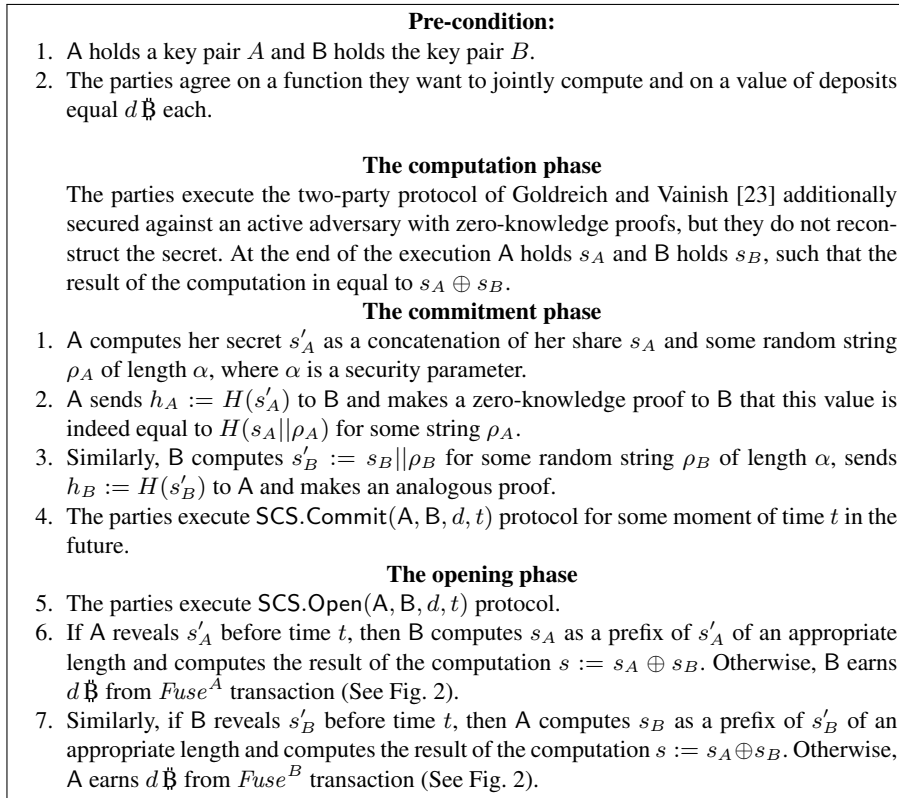 Pre-condition:
1. A holds a key pair A and B holds the key pair B.
2. The parties agree on a function they want to jointly compute and on a value of deposits
equal d ฿ each.
The computation phase
The parties execute the two-party protocol of Goldreich and Vainish [23] additionally
secured against an active adversary with zero-knowledge proofs, but they do not recon-
struct the secret. At the end of the execution A holds s_A and B holds s_B, such that the
result of the computation in equal to s_A ⊕ s_B.
The commitment phase
1. A computes her secret s′_A as a concatenation of her share s_A and some random string
ρ_A of length α, where α is a security parameter.
2. A sends h_A := H(s′_A) to B and makes a zero-knowledge proof to B that this value is
indeed equal to H(s_A||ρ_A) for some string ρ_A.
3. Similarly, B computes s′_B := s_B||ρ_B for some random string ρ_B of length α, sends
h_B := H(s′_B) to A and makes an analogous proof.
4. The parties execute SCS.Commit(A, B, d, t) protocol for some moment of time t in the
future.
The opening phase
5. The parties execute SCS.Open(A, B, d, t) protocol.
6. If A reveals s′_A before time t, then B computes s_A as a prefix of s′_A of an appropriate
length and computes the result of the computation s := s_A ⊕ s_B. Otherwise, B earns
d ฿ from Fuse^A transaction (See Fig. 2).
7. Similarly, if B reveals s′_B before time t, then A computes s_B as a prefix of s′_B of an
appropriate length and computes the result of the computation s := s_A⊕s_B. Otherwise,
A earns d ฿ from Fuse^B transaction (See Fig. 2).